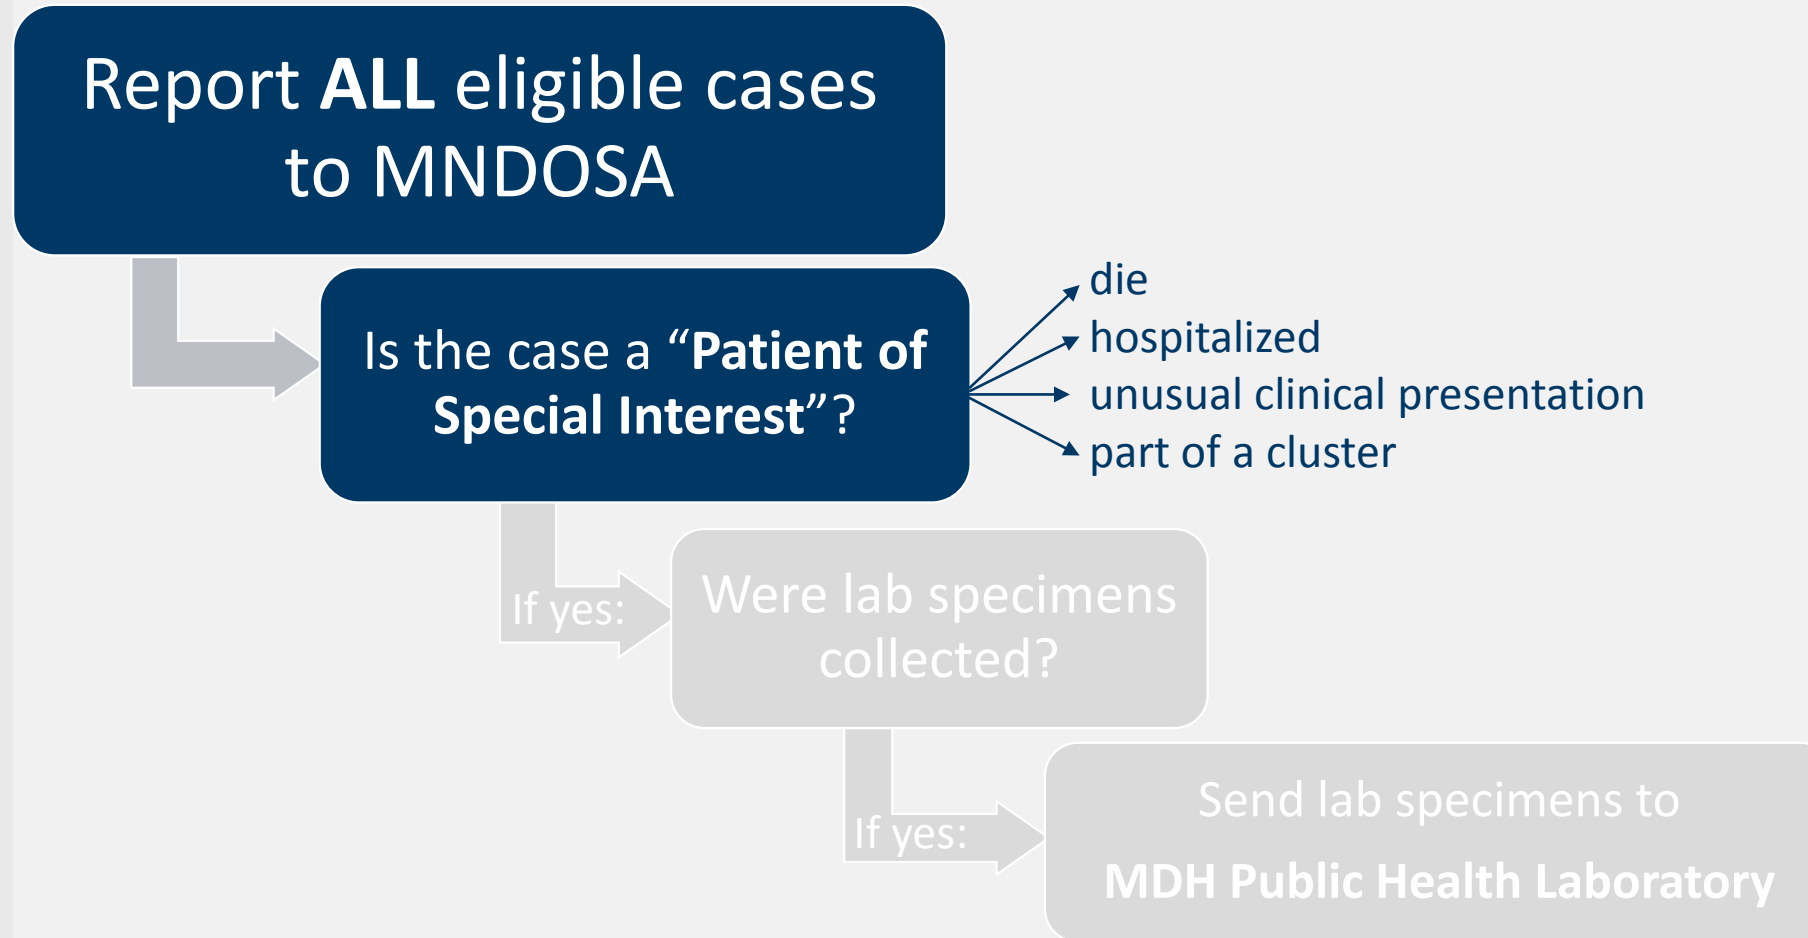 Report ALL eligible cases
to MNDOSA
Is the case a “Patient of
Special Interest”?
die
hospitalized
unusual clinical presentation
part of a cluster
If yes:
Were lab specimens
collected?
If yes:
Send lab specimens to
MDH Public Health Laboratory